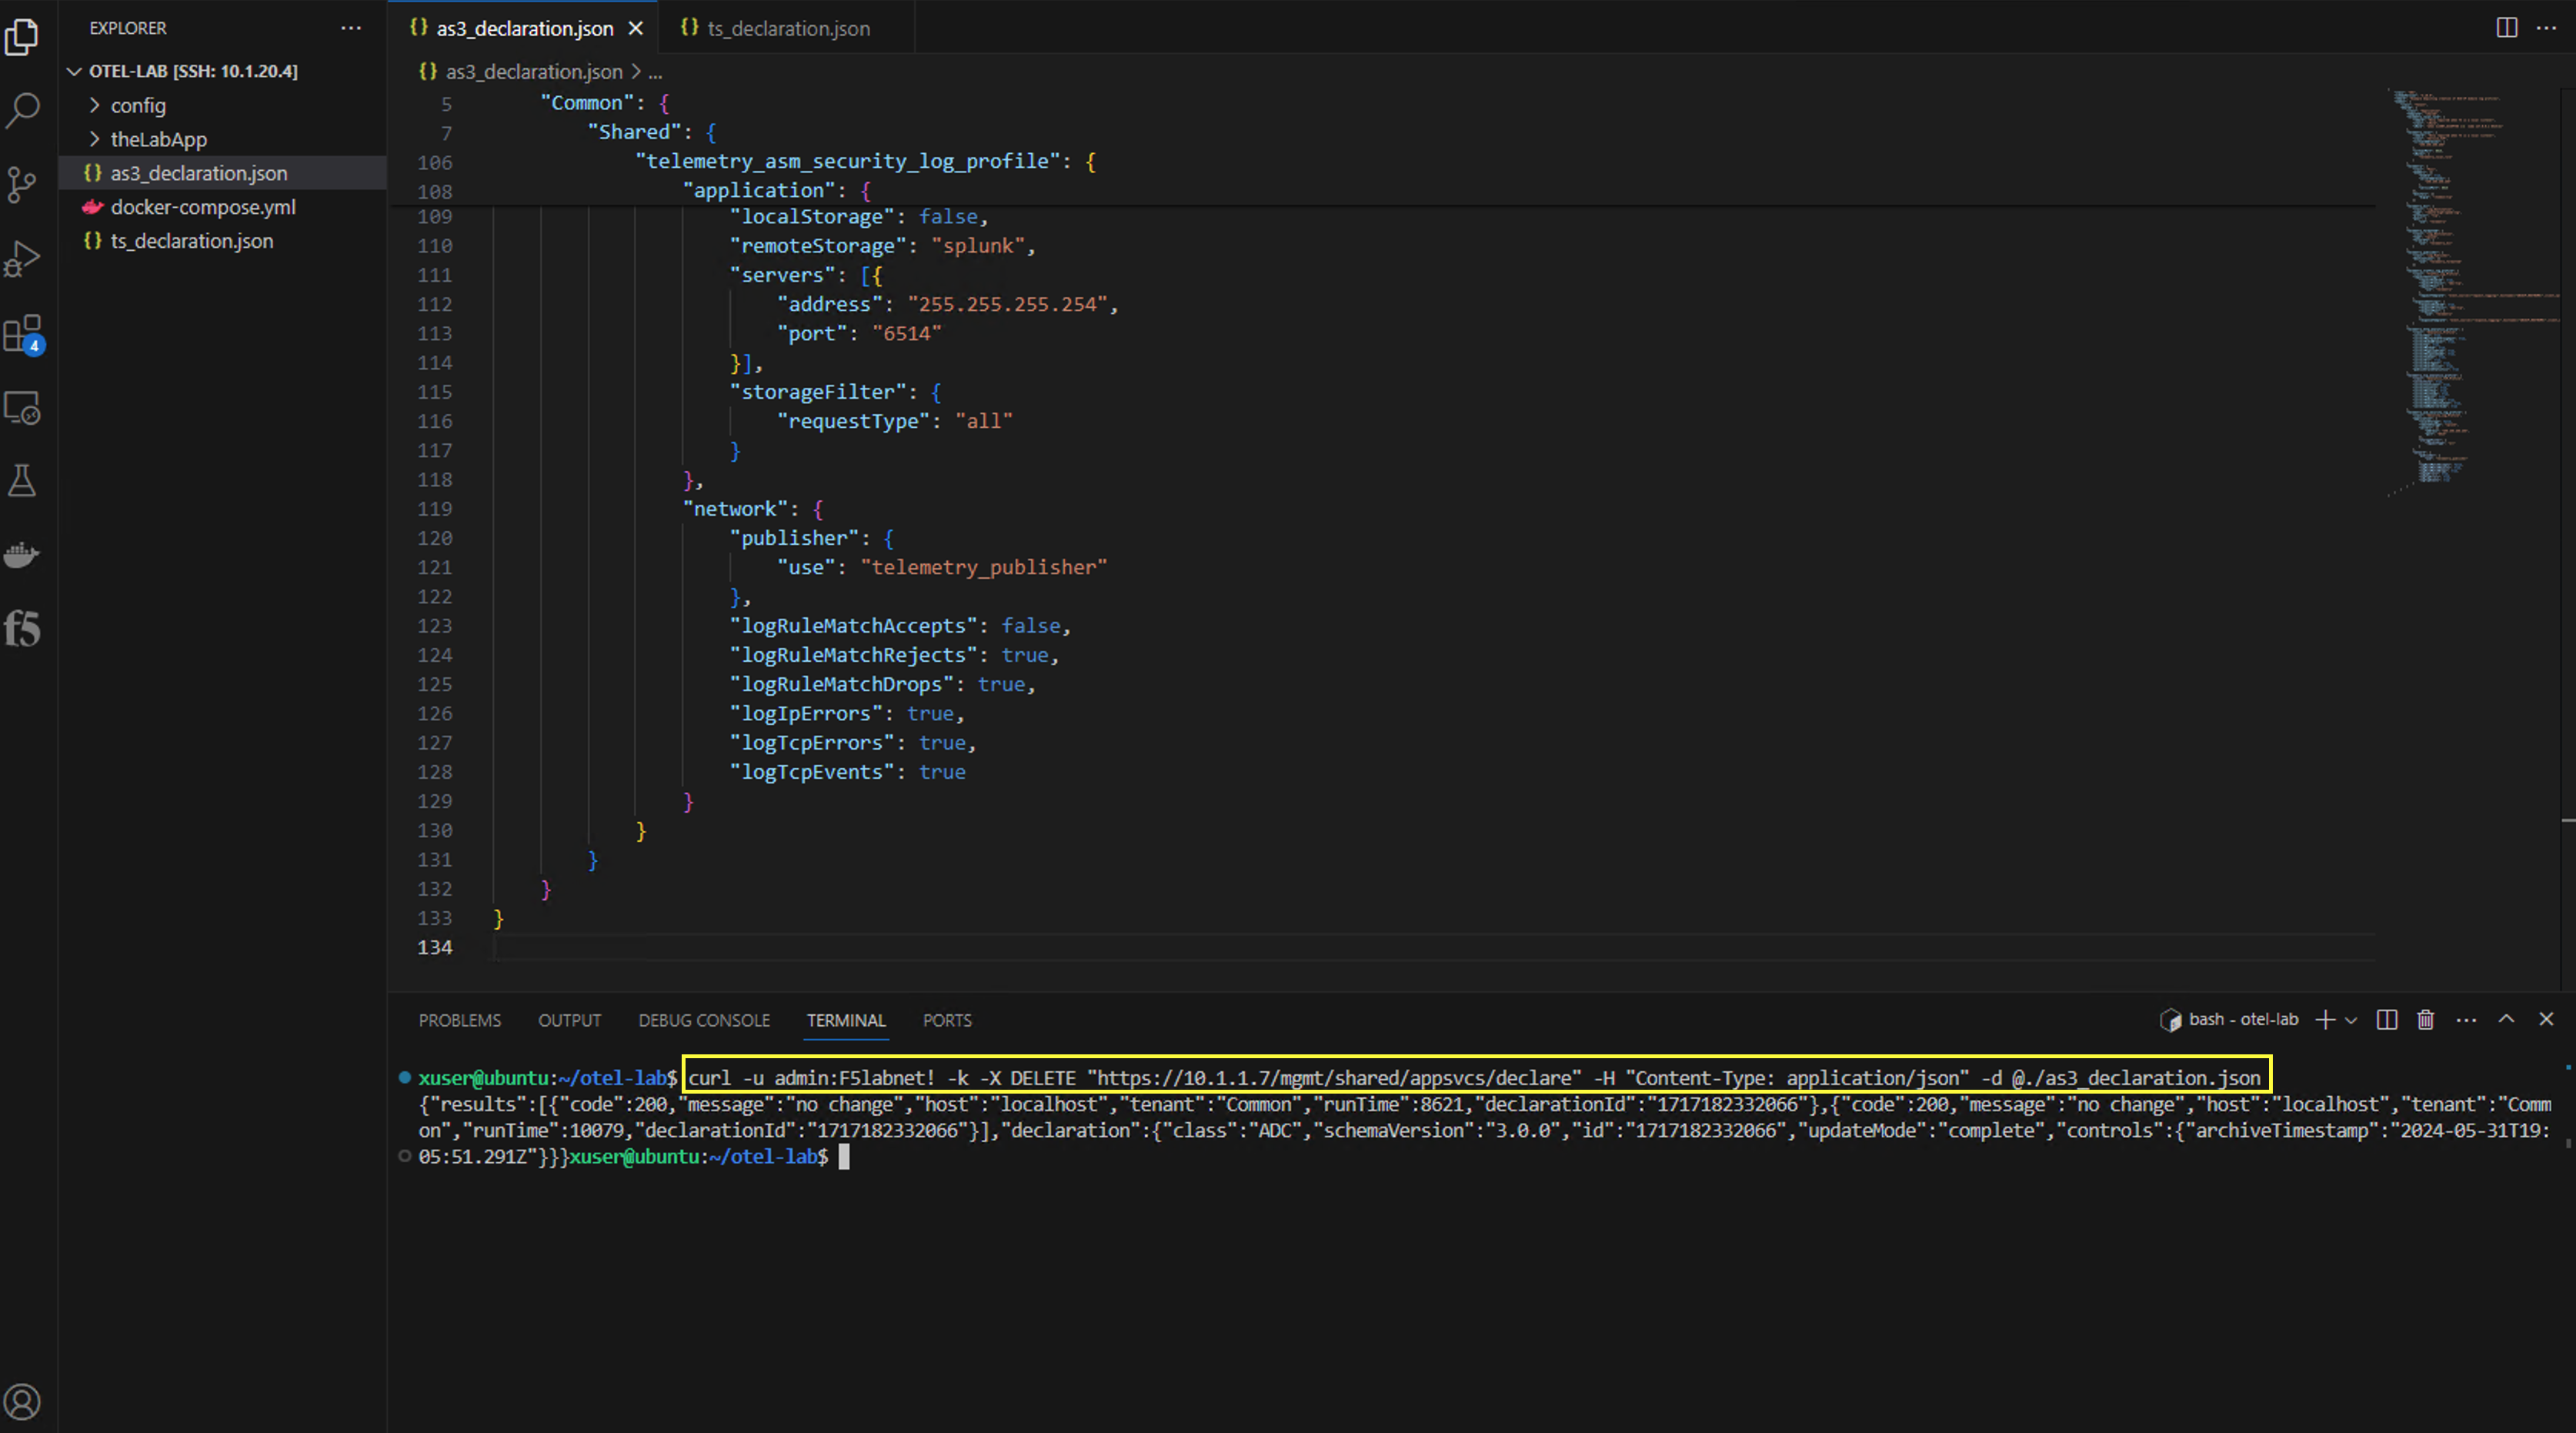 EXPLORER
OTEL-LAB [SSH: 10.1.20.4]
config
theLabApp
{} as3_declaration.json
docker-compose.yml
{} ts_declaration.json
4
f5
{} as3_declaration.json
{} ts_declaration.json
{} as3_declaration.json > ...
5 "Common": {
7 "Shared": {
106 "telemetry_asm_security_log_profile": {
108 "application": {
109 "localStorage": false,
110 "remoteStorage": "splunk",
111 "servers": [{
112 "address": "255.255.255.254",
113 "port": "6514"
114 }],
115 "storageFilter": {
116 "requestType": "all"
117 }
118 },
119 "network": {
120 "publisher": {
121 "use": "telemetry_publisher"
122 },
123 "logRuleMatchAccepts": false,
124 "logRuleMatchRejects": true,
125 "logRuleMatchDrops": true,
126 "logIpErrors": true,
127 "logTcpErrors": true,
128 "logTcpEvents": true
129 }
130 }
131 }
132 }
133 }
134
PROBLEMS OUTPUT DEBUG CONSOLE TERMINAL PORTS
bash - otel-lab
xuser@ubuntu:~/otel-lab$ curl -u admin:F5labnet! -k -X DELETE "https://10.1.1.7/mgmt/shared/appsvcs/declare" -H "Content-Type: application/json" -d @./as3_declaration.json
{"results":[{"code":200,"message":"no change","host":"localhost","tenant":"Common","runTime":8621,"declarationId":"1717182332066"},{"code":200,"message":"no change","host":"localhost","tenant":"Comm
on","runTime":10079,"declarationId":"1717182332066"}],"declaration":{"class":"ADC","schemaVersion":"3.0.0","id":"1717182332066","updateMode":"complete","controls":{"archiveTimestamp":"2024-05-31T19:
05:51.291Z"}}}xuser@ubuntu:~/otel-lab$